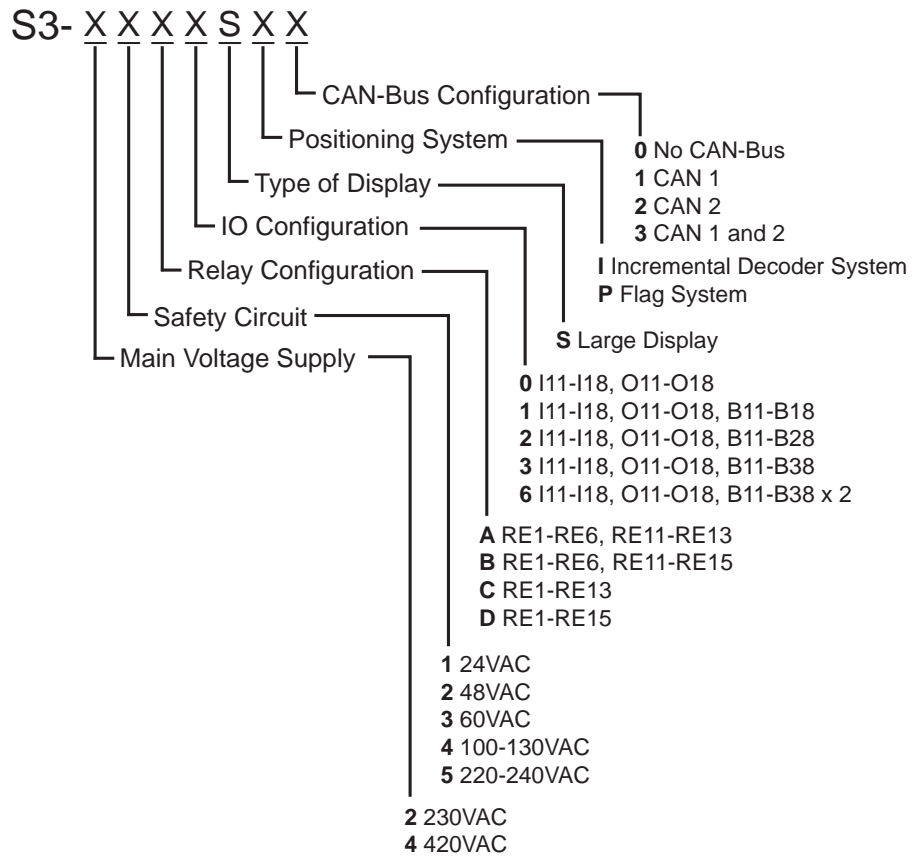 S3- X X X X S X X
CAN-Bus Configuration
Positioning System
Type of Display
IO Configuration
Relay Configuration
Safety Circuit
Main Voltage Supply
0 No CAN-Bus
1 CAN 1
2 CAN 2
3 CAN 1 and 2
I Incremental Decoder System
P Flag System
S Large Display
0 I11-I18, O11-O18
1 I11-I18, O11-O18, B11-B18
2 I11-I18, O11-O18, B11-B28
3 I11-I18, O11-O18, B11-B38
6 I11-I18, O11-O18, B11-B38 x 2
A RE1-RE6, RE11-RE13
B RE1-RE6, RE11-RE15
C RE1-RE13
D RE1-RE15
1 24VAC
2 48VAC
3 60VAC
4 100-130VAC
5 220-240VAC
2 230VAC
4 420VAC